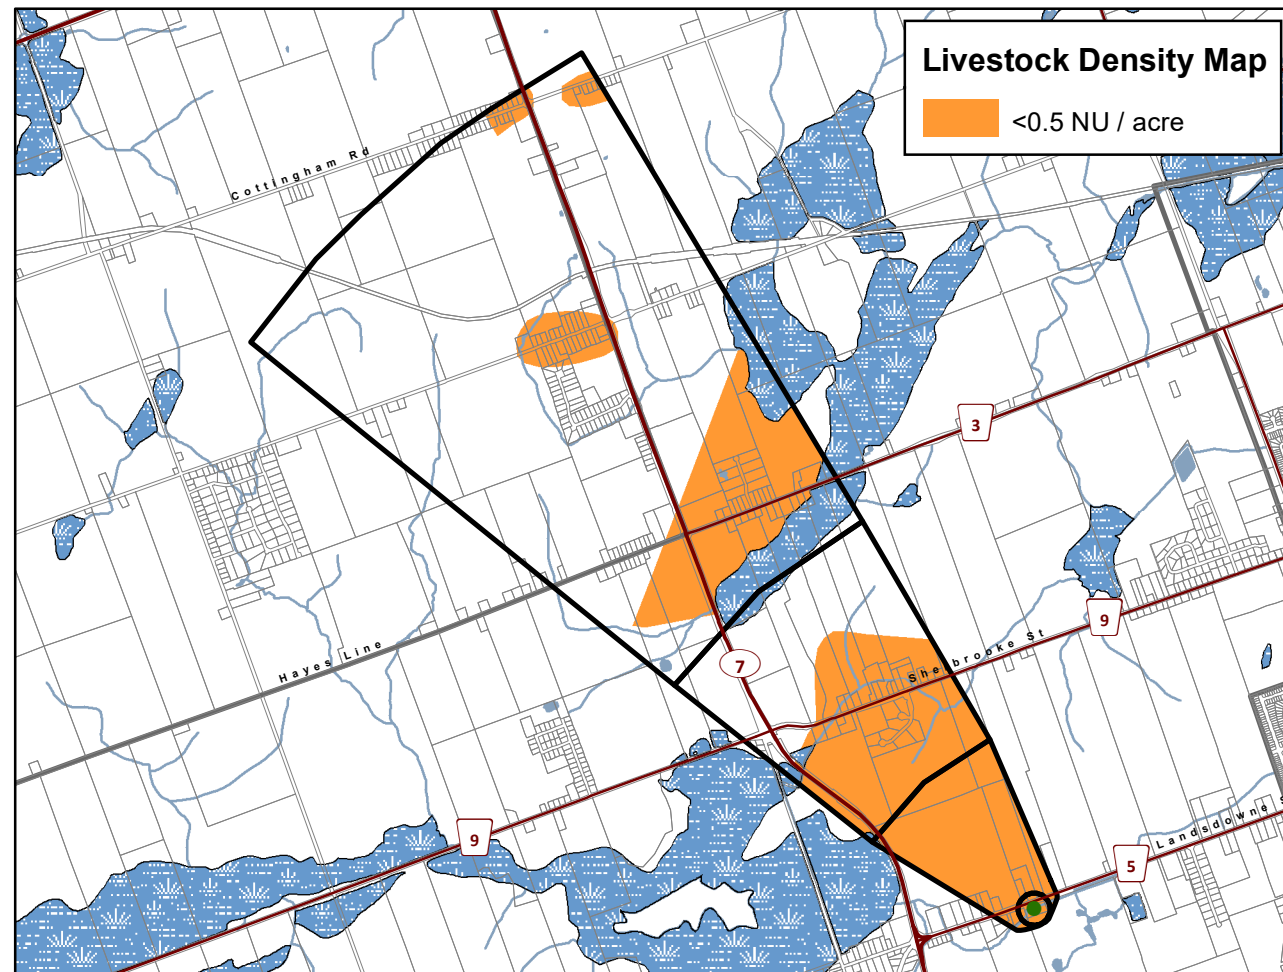 Livestock Density Map
<0.5 NU / acre
Cottingham Rd
3
9
Sherbrooke St
7
Hayes Line
9
Landsdowne S
5